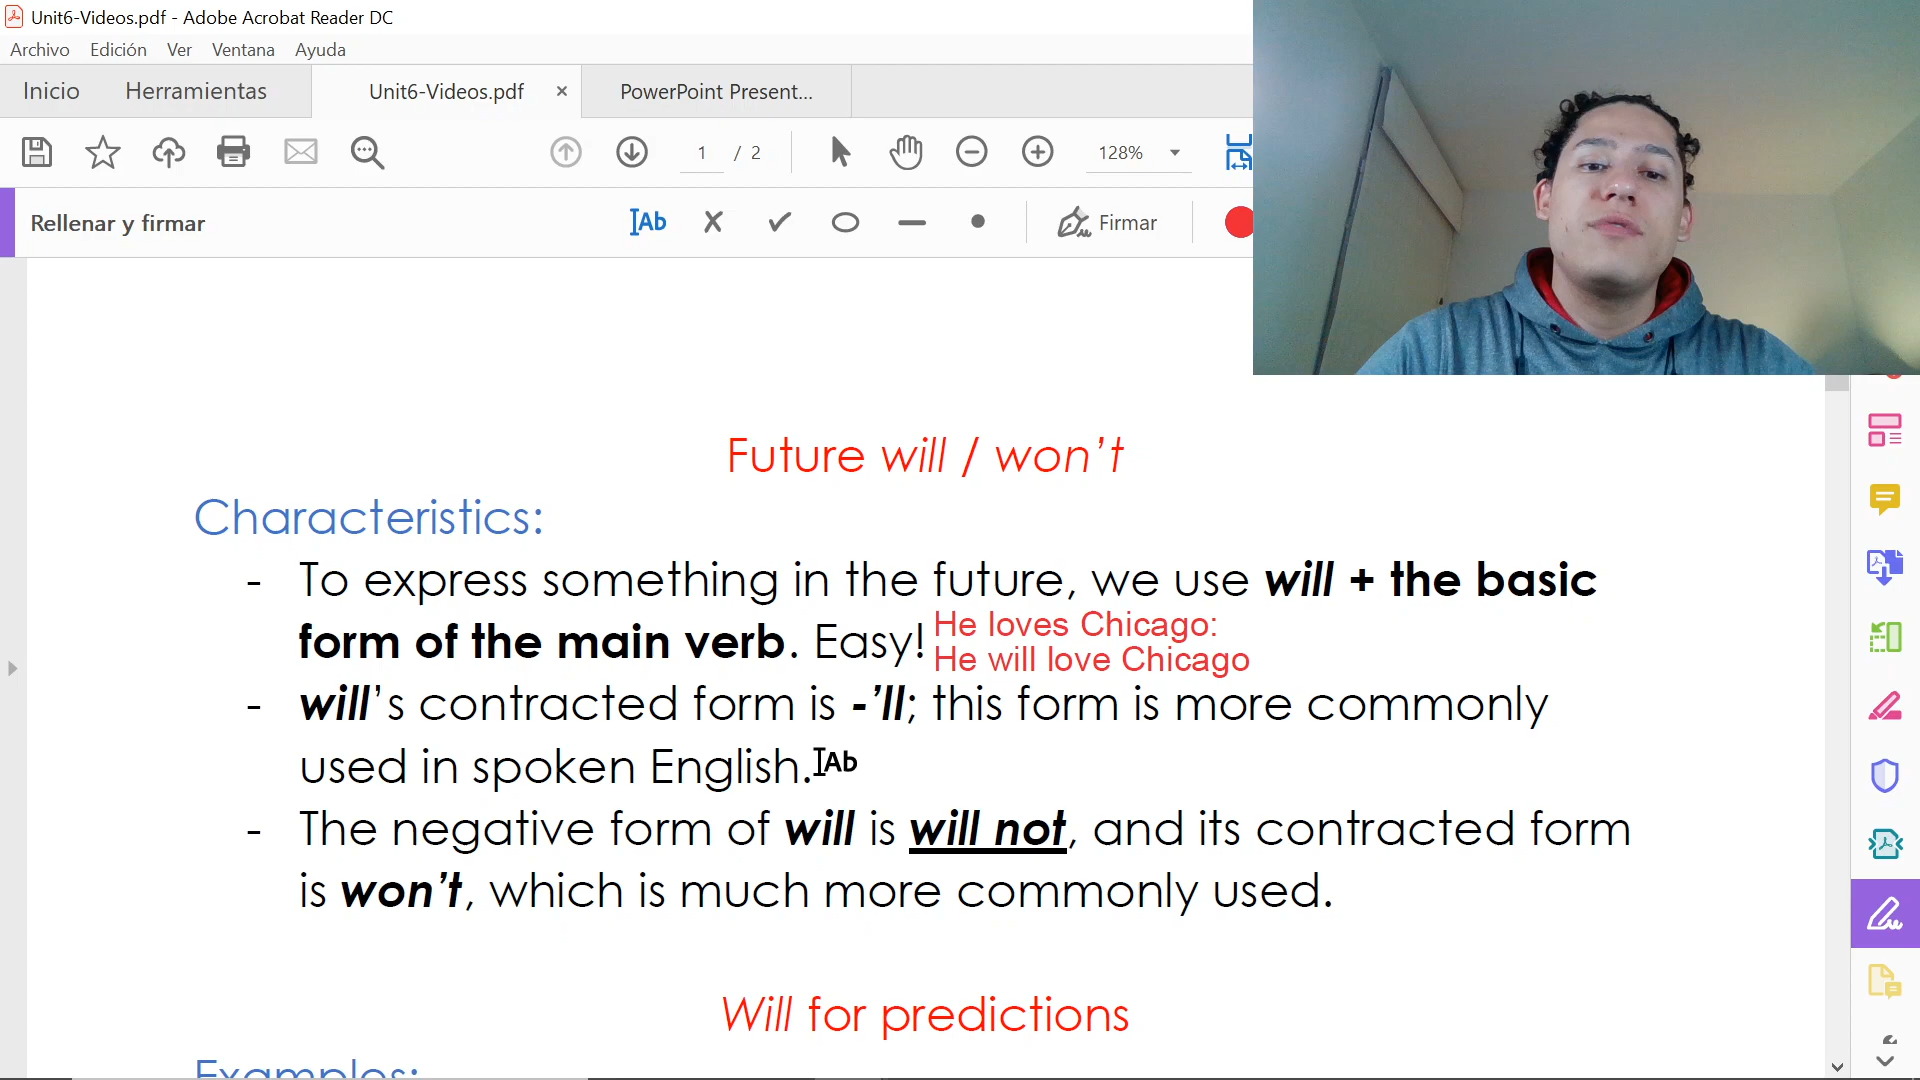 Unit6-Videos.pdf - Adobe Acrobat Reader DC
Archivo Edición Ver Ventana Ayuda
Inicio Herramientas Unit6-Videos.pdf × PowerPoint Present...
1 / 2 128%
Rellenar y firmar Ab Firmar
Future will / won’t
Characteristics:
- To express something in the future, we use will + the basic
form of the main verb. Easy! He loves Chicago:
He will love Chicago
- will’s contracted form is -’ll; this form is more commonly
used in spoken English. Ab
- The negative form of will is will not, and its contracted form
is won’t, which is much more commonly used.
Will for predictions
Examples: